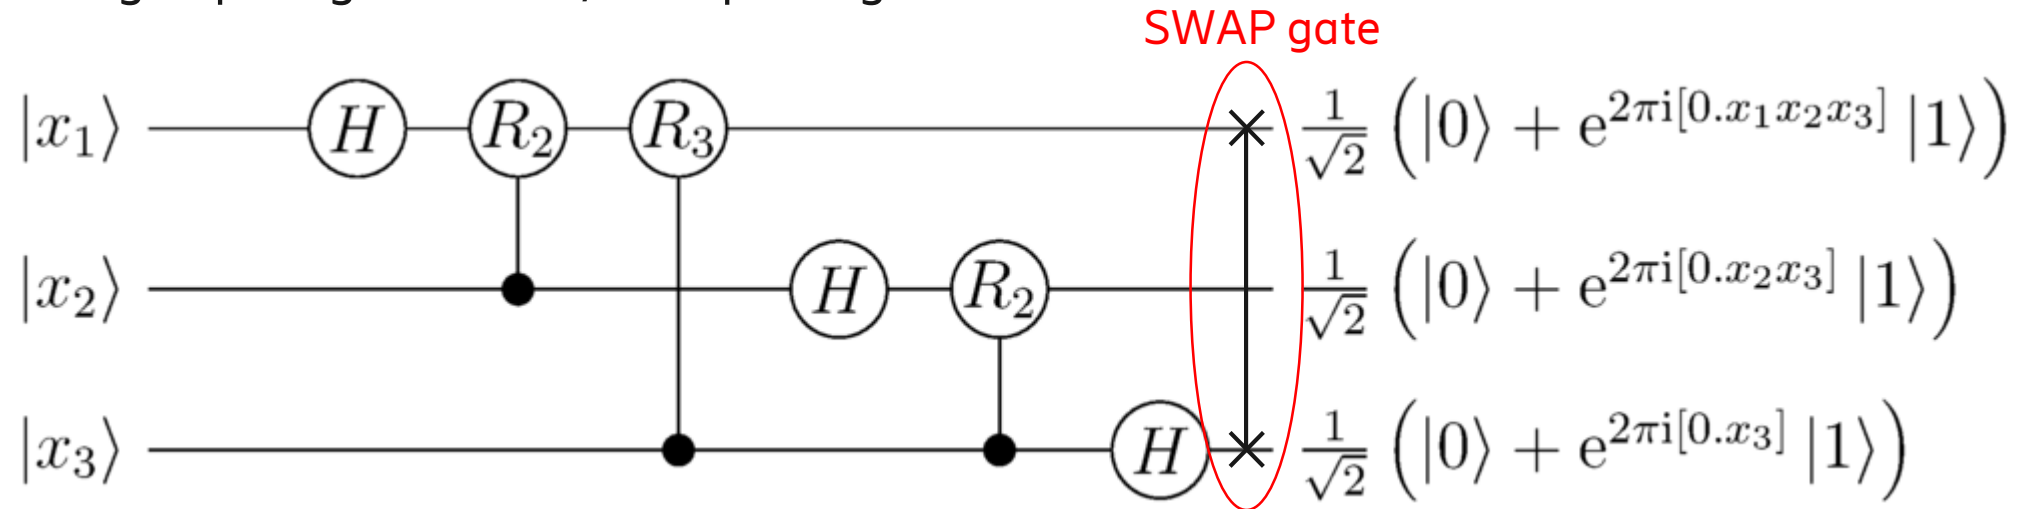 SWAP gate
|x₁⟩ H R₂ R₃ 1/√2 (|0⟩ + e^{2πi[0.x₁x₂x₃]} |1⟩)
|x₂⟩ H R₂ 1/√2 (|0⟩ + e^{2πi[0.x₂x₃]} |1⟩)
|x₃⟩ H 1/√2 (|0⟩ + e^{2πi[0.x₃]} |1⟩)